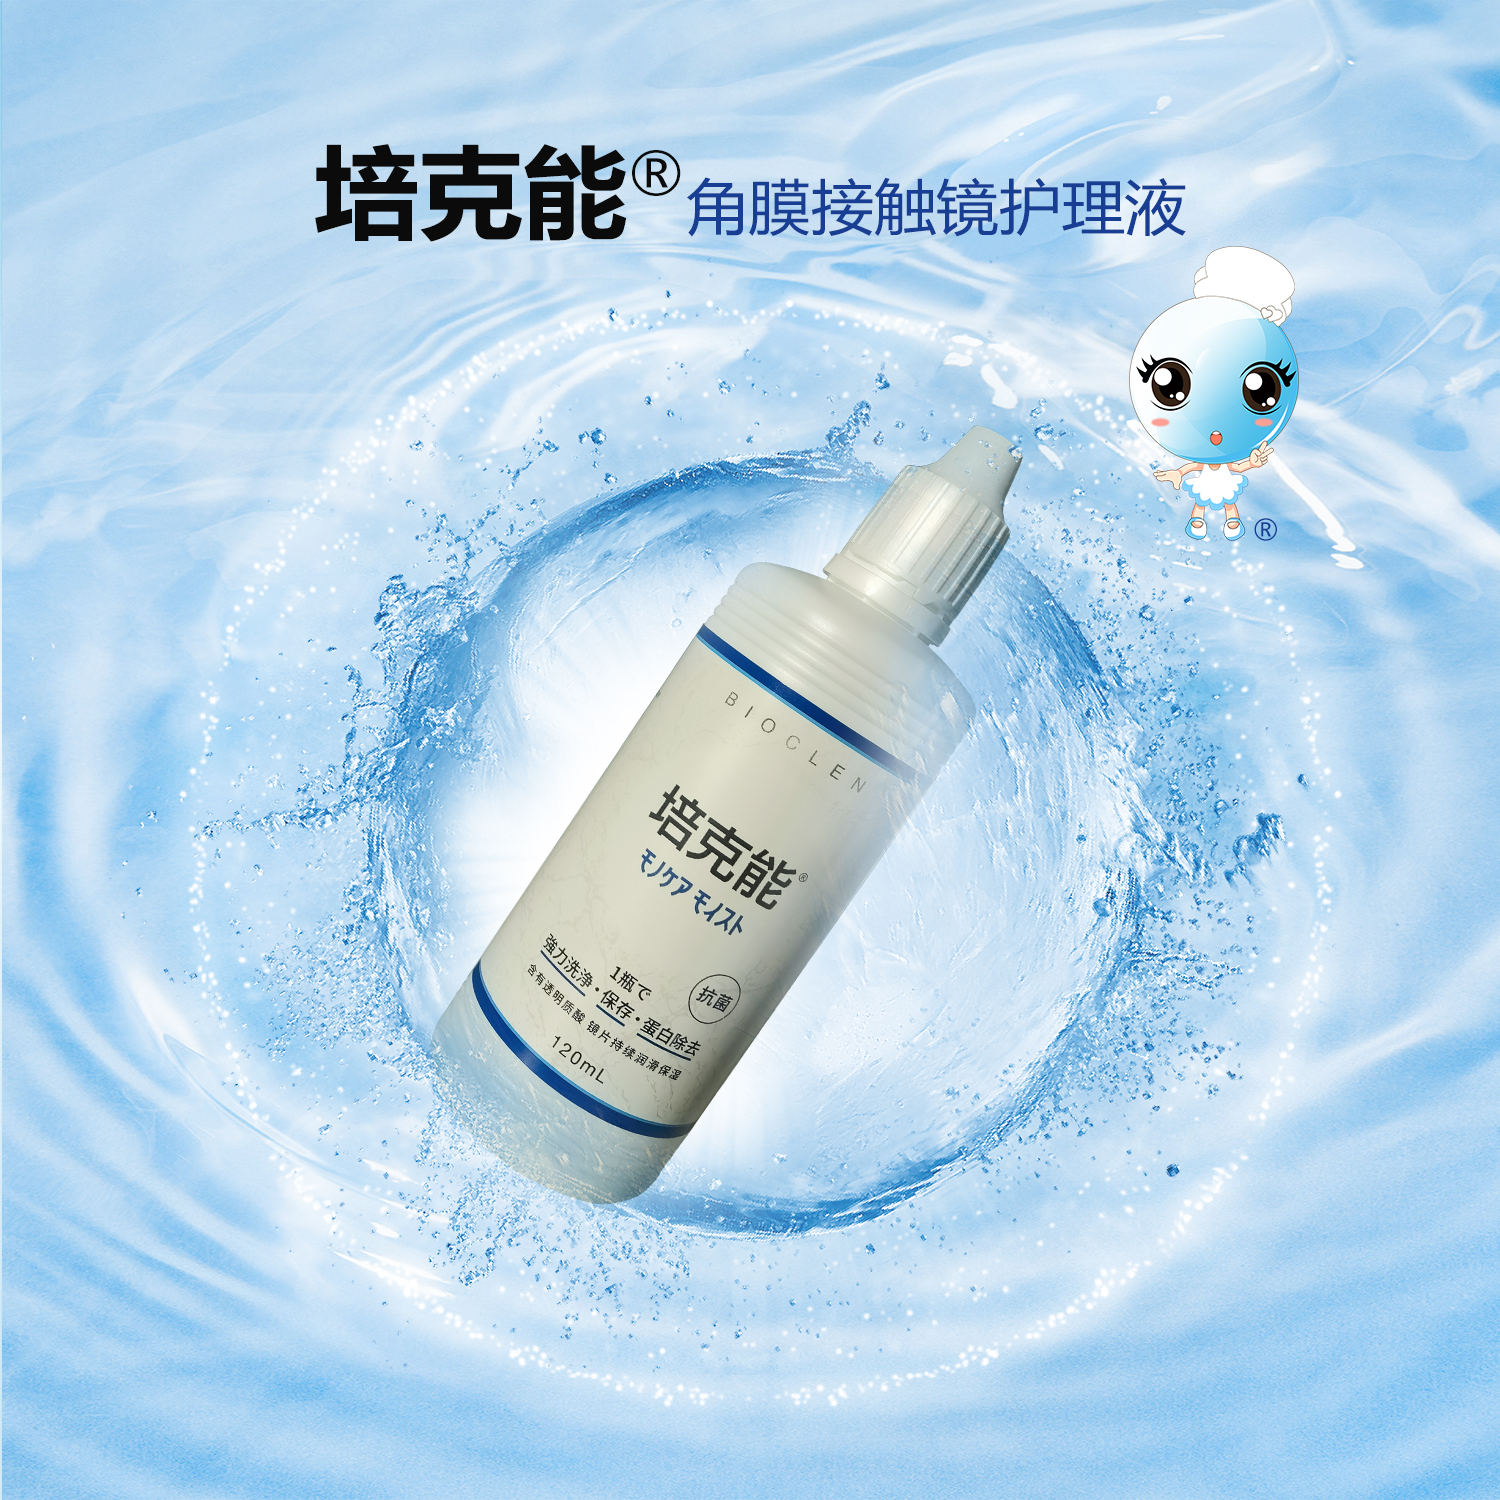 培克能® 角膜接触镜护理液
®
BIOCLEN
培克能®
モノケア モイスト
1瓶で
強力洗浄・保存・蛋白除去
含有透明质酸 镜片持续润滑保湿
抗菌
120mL